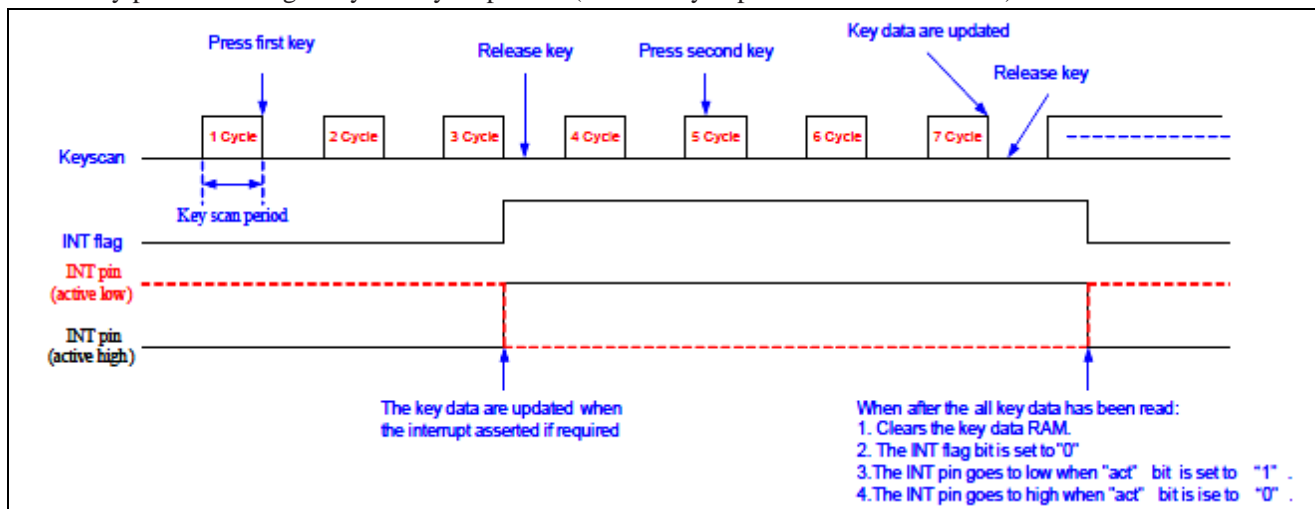 Press first key
Release key
Press second key
Key data are updated
Release key
Keyscan
1 Cycle
2 Cycle
3 Cycle
4 Cycle
5 Cycle
6 Cycle
7 Cycle
Key scan period
INT flag
INT pin
(active low)
INT pin
(active high)
The key data are updated when
the interrupt asserted if required
When after the all key data has been read:
1. Clears the key data RAM.
2. The INT flag bit is set to "0"
3.The INT pin goes to low when "act" bit is set to "1" .
4.The INT pin goes to high when "act" bit is ise to "0" .